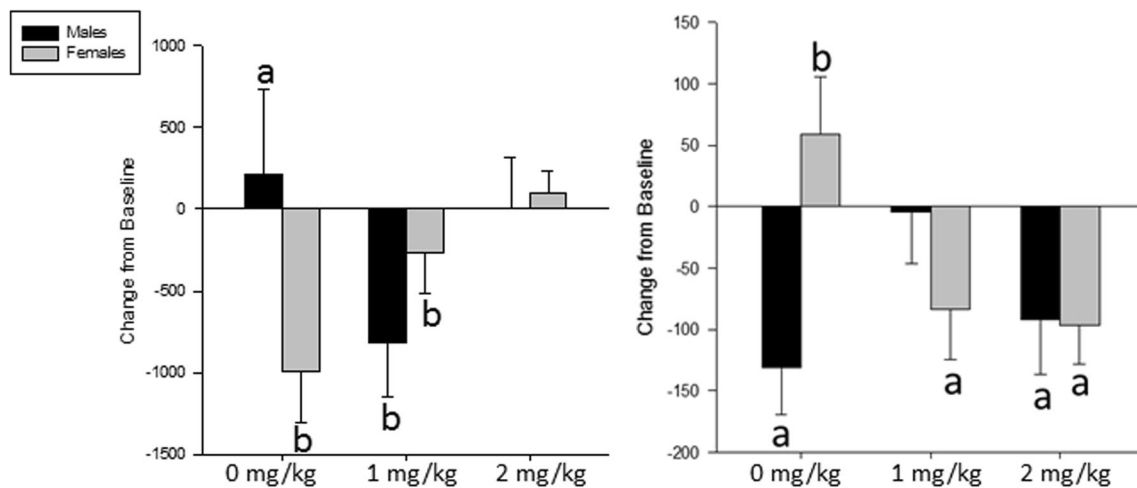 Males
Females
Change from Baseline
1000
500
0
-500
-1000
-1500
a
b
b
b
0 mg/kg 1 mg/kg 2 mg/kg
Change from Baseline
150
100
50
0
-50
-100
-150
-200
b
a
a
a
a
0 mg/kg 1 mg/kg 2 mg/kg